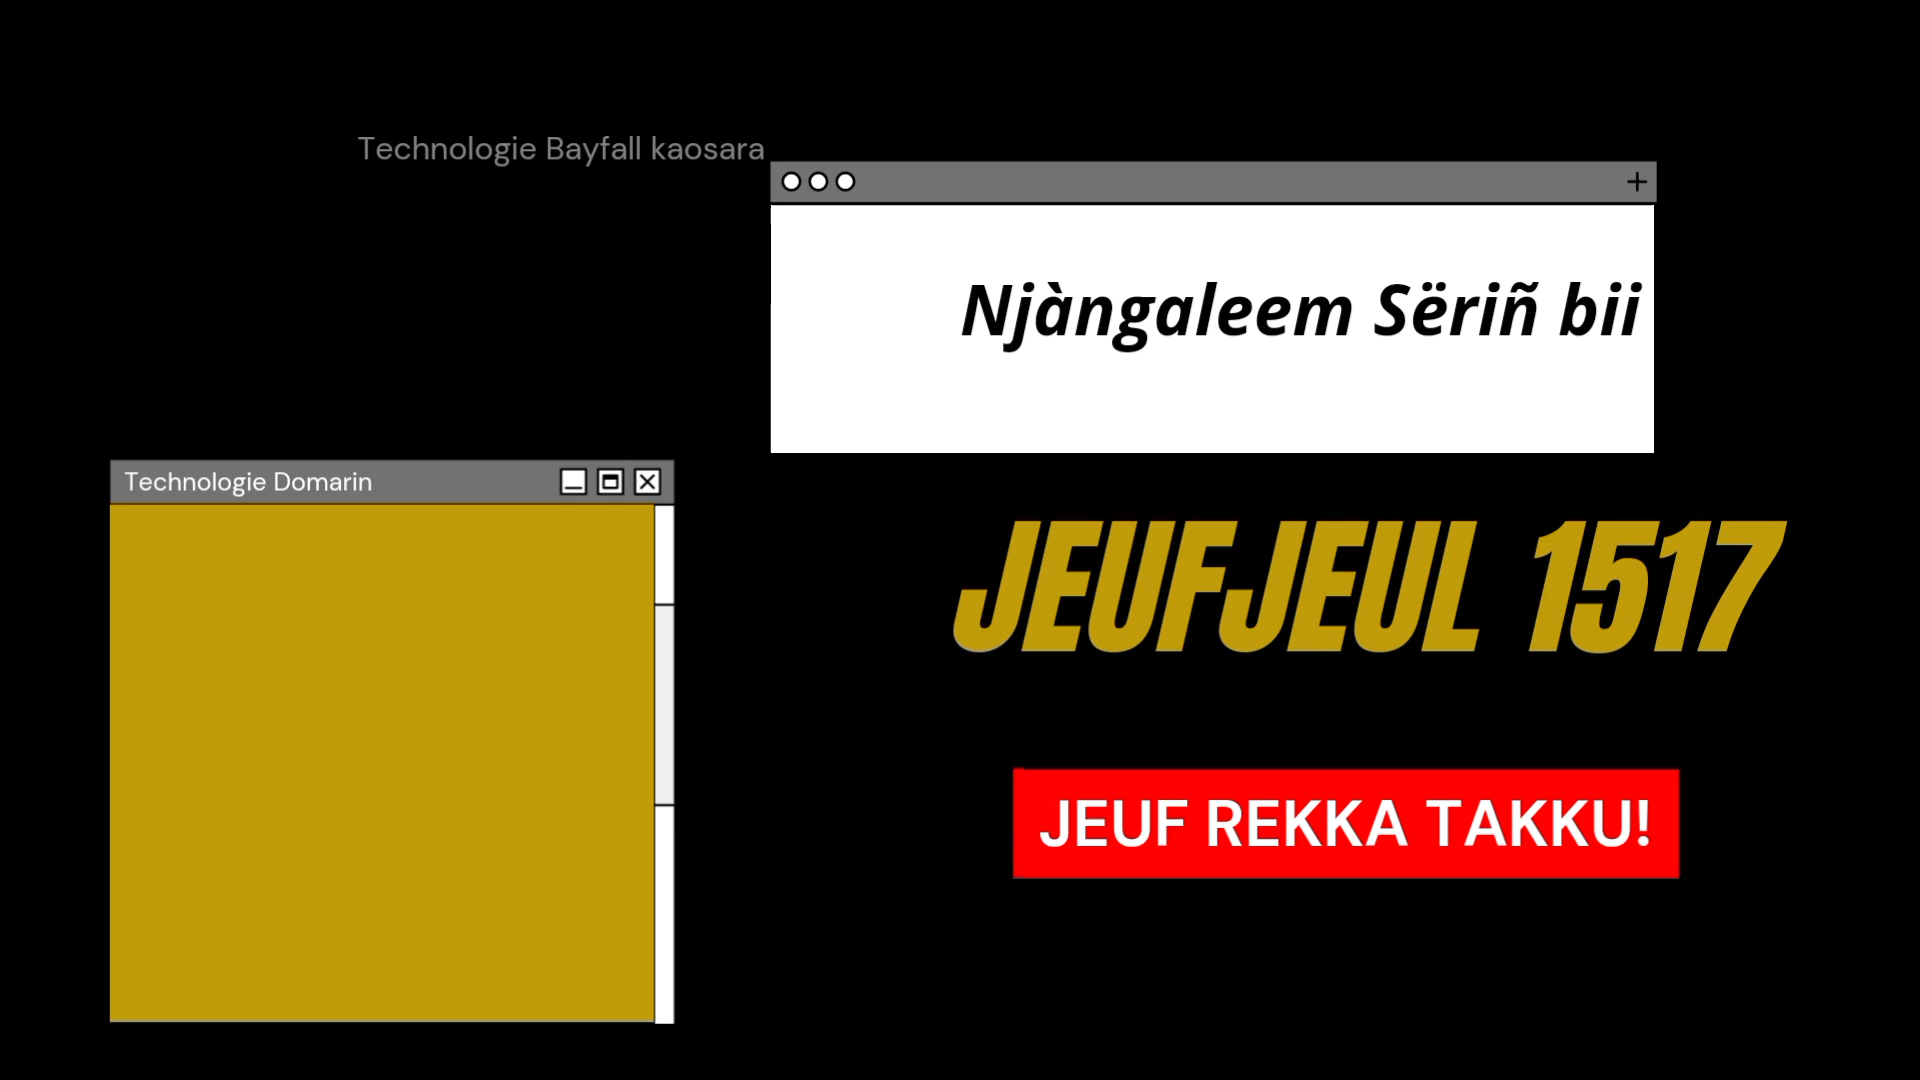 Technologie Bayfall kaosara
Njàngaleem Sëriñ bii
Technologie Domarin
JEUFJEUL 1517
JEUF REKKA TAKKU!